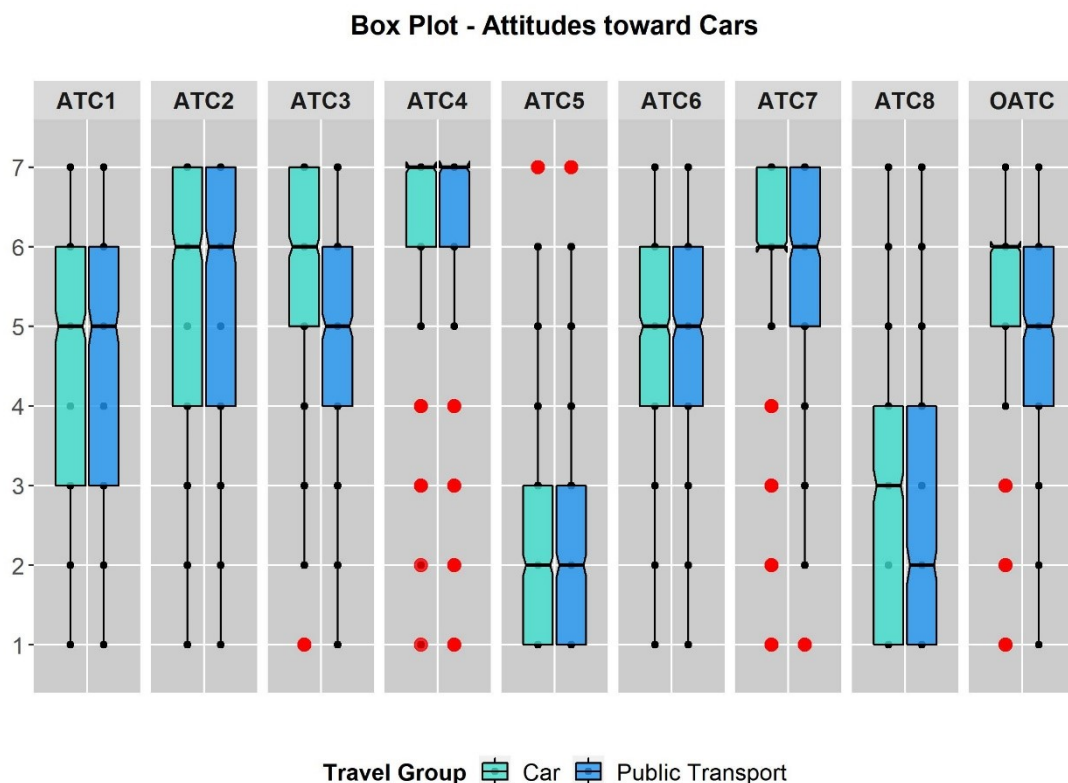 Box Plot - Attitudes toward Cars
ATC1 ATC2 ATC3 ATC4 ATC5 ATC6 ATC7 ATC8 OATC
7
6
5
4
3
2
1
Travel Group Car Public Transport